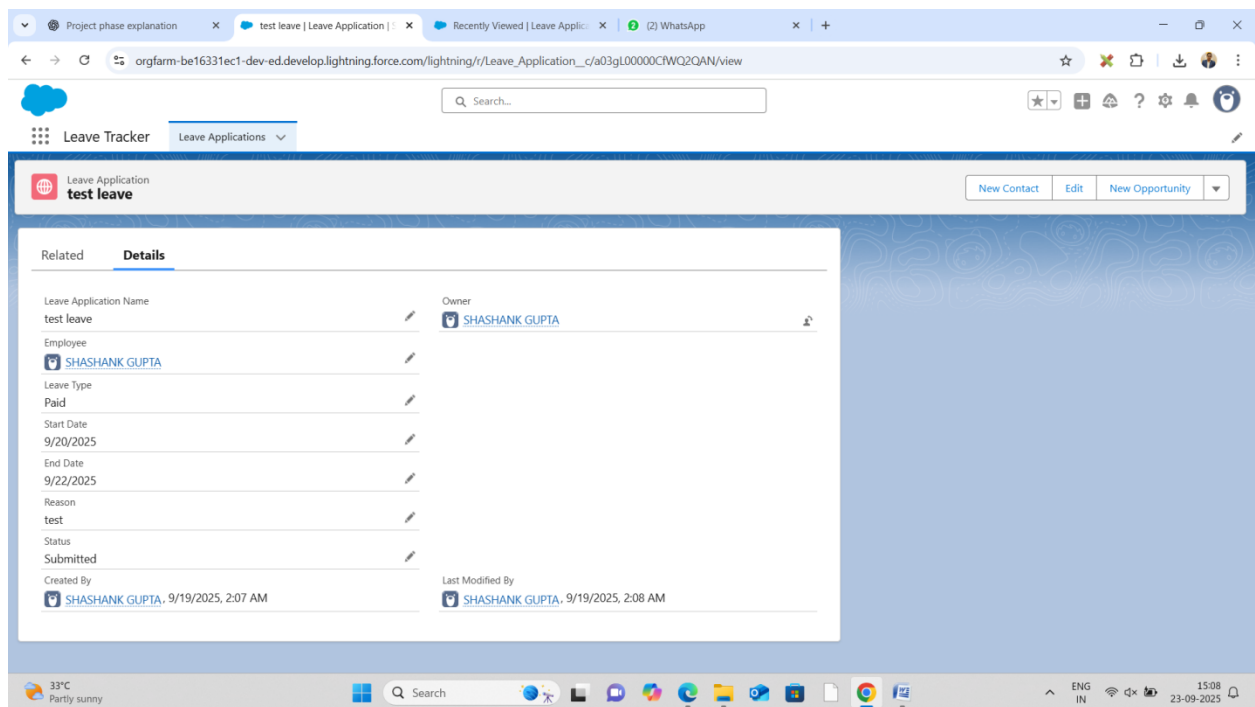 Project phase explanation
test leave | Leave Application | S
Recently Viewed | Leave Applic
(2) WhatsApp
orgfarm-be16331ec1-dev-ed.develop.lightning.force.com/lightning/r/Leave_Application__c/a03gL00000CfWQ2QAN/view
Search...
Leave Tracker
Leave Applications
Leave Application
test leave
New Contact
Edit
New Opportunity
Related
Details
Leave Application Name
test leave
Owner
SHASHANK GUPTA
Employee
SHASHANK GUPTA
Leave Type
Paid
Start Date
9/20/2025
End Date
9/22/2025
Reason
test
Status
Submitted
Created By
SHASHANK GUPTA, 9/19/2025, 2:07 AM
Last Modified By
SHASHANK GUPTA, 9/19/2025, 2:08 AM
33°C
Partly sunny
Search
ENG
IN
15:08
23-09-2025